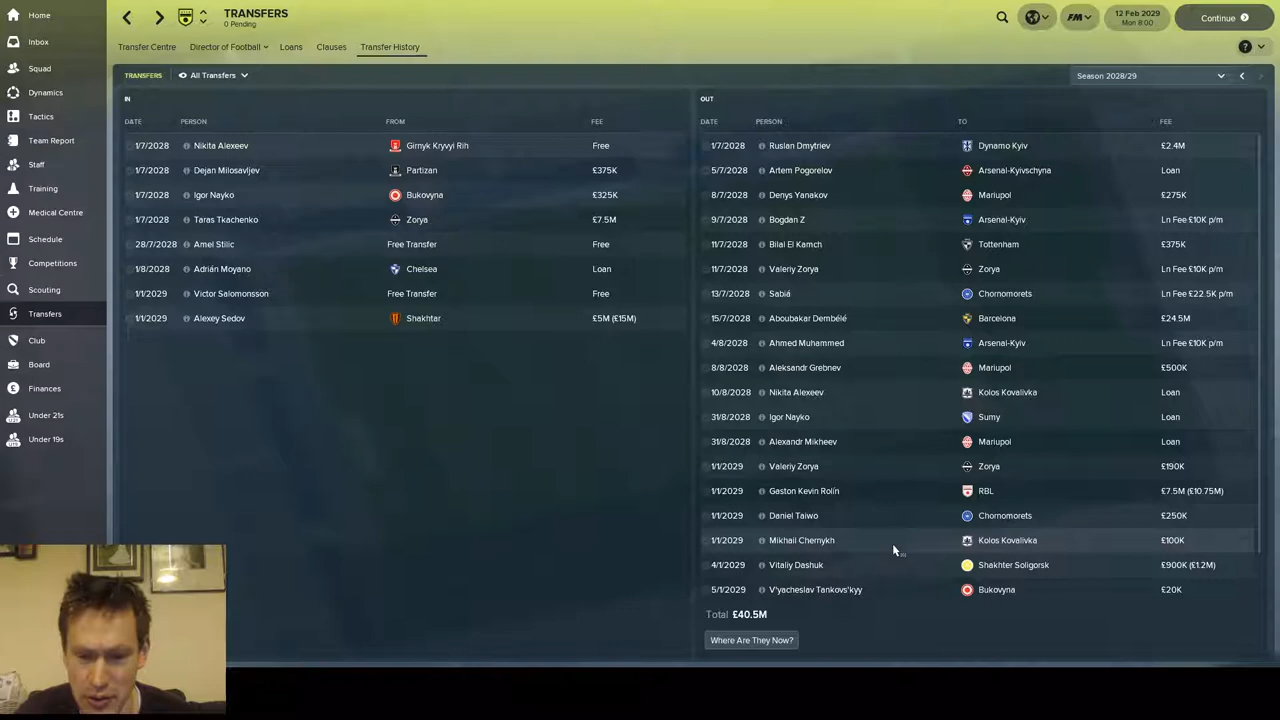 Home
Inbox
Squad
Dynamics
Tactics
Team Report
Staff
Training
Medical Centre
Schedule
Competitions
Scouting
Transfers
Club
Board
Finances
Under 21s
Under 19s
TRANSFERS
0 Pending
FM
12 Feb 2029
Mon 8:00
Continue
Transfer Centre Director of Football Loans Clauses Transfer History
?
TRANSFERS All Transfers Season 2028/29
IN
DATE PERSON FROM FEE
1/7/2028 Nikita Alexeev Girnyk Kryvyi Rih Free
1/7/2028 Dejan Milosavljev Partizan £375K
1/7/2028 Igor Nayko Bukovyna £325K
1/7/2028 Taras Tkachenko Zorya £7.5M
28/7/2028 Amel Stilic Free Transfer Free
1/8/2028 Adrián Moyano Chelsea Loan
1/1/2029 Victor Salomonsson Free Transfer Free
1/1/2029 Alexey Sedov Shakhtar £5M (£15M)
OUT
DATE PERSON TO FEE
1/7/2028 Ruslan Dmytriev Dynamo Kyiv £2.4M
5/7/2028 Artem Pogorelov Arsenal-Kyivschyna Loan
8/7/2028 Denys Yanakov Mariupol £275K
9/7/2028 Bogdan Z Arsenal-Kyiv Ln Fee £10K p/m
11/7/2028 Bilal El Kamch Tottenham £375K
11/7/2028 Valeriy Zorya Zorya Ln Fee £10K p/m
13/7/2028 Sabiá Chornomorets Ln Fee £22.5K p/m
15/7/2028 Aboubakar Dembélé Barcelona £24.5M
4/8/2028 Ahmed Muhammed Arsenal-Kyiv Ln Fee £10K p/m
8/8/2028 Aleksandr Grebnev Mariupol £500K
10/8/2028 Nikita Alexeev Kolos Kovalivka Loan
31/8/2028 Igor Nayko Sumy Loan
31/8/2028 Alexandr Mikheev Mariupol Loan
1/1/2029 Valeriy Zorya Zorya £190K
1/1/2029 Gaston Kevin Rolín RBL £7.5M (£10.75M)
1/1/2029 Daniel Taiwo Chornomorets £250K
1/1/2029 Mikhail Chernykh Kolos Kovalivka £100K
4/1/2029 Vitaliy Dashuk Shakhter Soligorsk £900K (£1.2M)
5/1/2029 V'yacheslav Tankovs'kyy Bukovyna £20K
Total £40.5M
Where Are They Now?